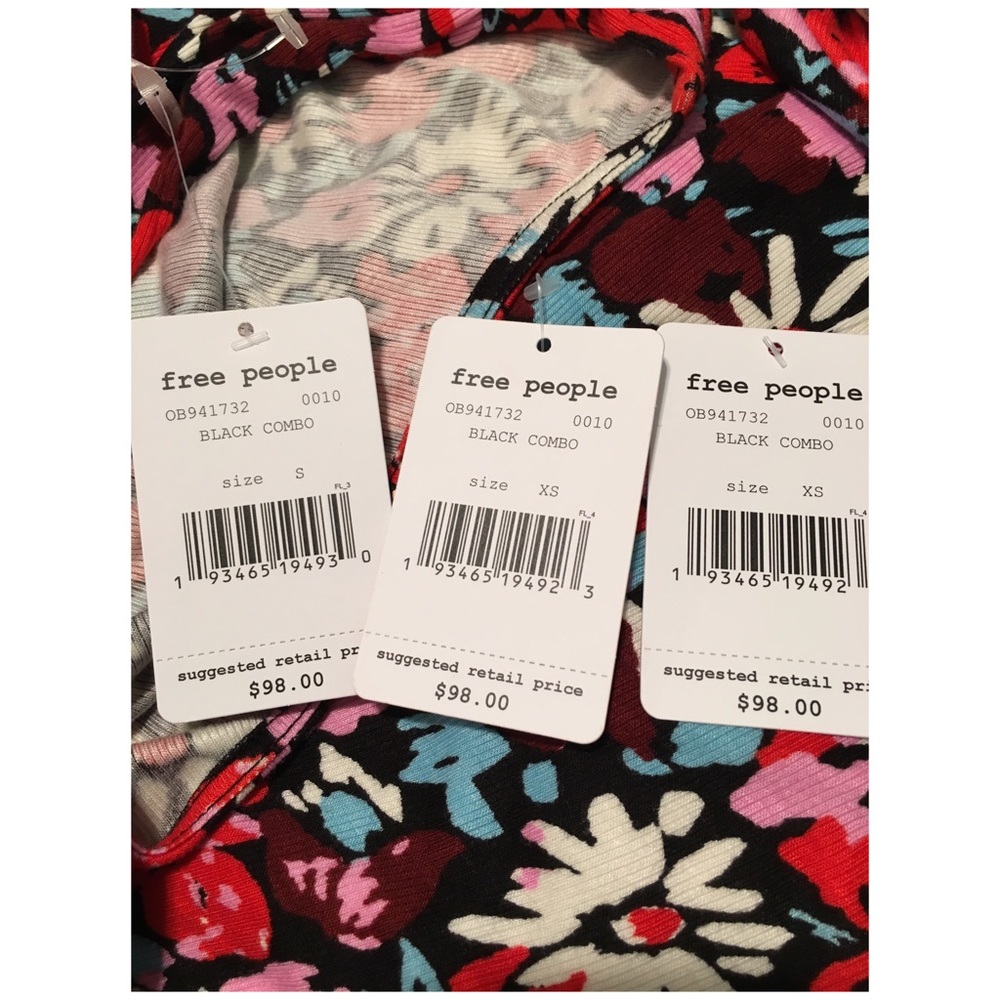 free people
OB941732 0010
BLACK COMBO
size S
FL_3
1 93465 19493 0
suggested retail pr
$98.00
free people
OB941732 0010
BLACK COMBO
size XS
FL_4
1 93465 19492 3
suggested retail price
$98.00
free people
OB941732 0010
BLACK COMBO
size XS
FL_4
1 93465 19492
suggested retail pri
$98.00